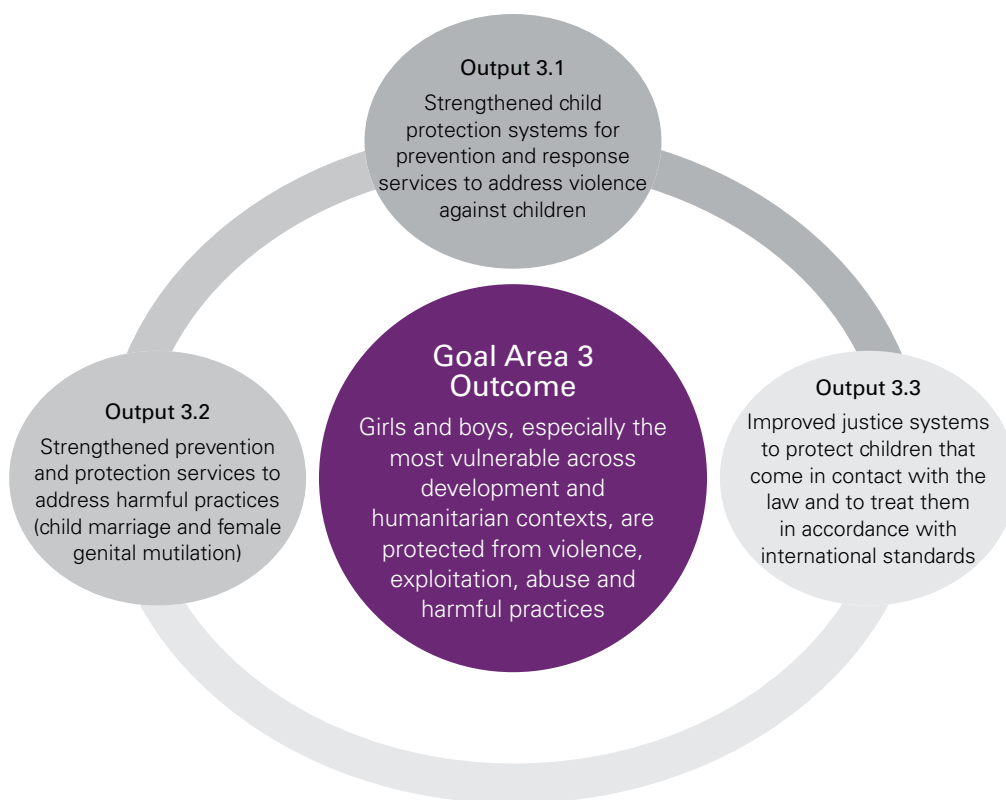 Output 3.1
Strengthened child
protection systems for
prevention and response
services to address violence
against children
Goal Area 3
Outcome
Girls and boys, especially the
most vulnerable across
development and
humanitarian contexts, are
protected from violence,
exploitation, abuse and
harmful practices
Output 3.2
Strengthened prevention
and protection services to
address harmful practices
(child marriage and female
genital mutilation)
Output 3.3
Improved justice systems
to protect children that
come in contact with the
law and to treat them
in accordance with
international standards